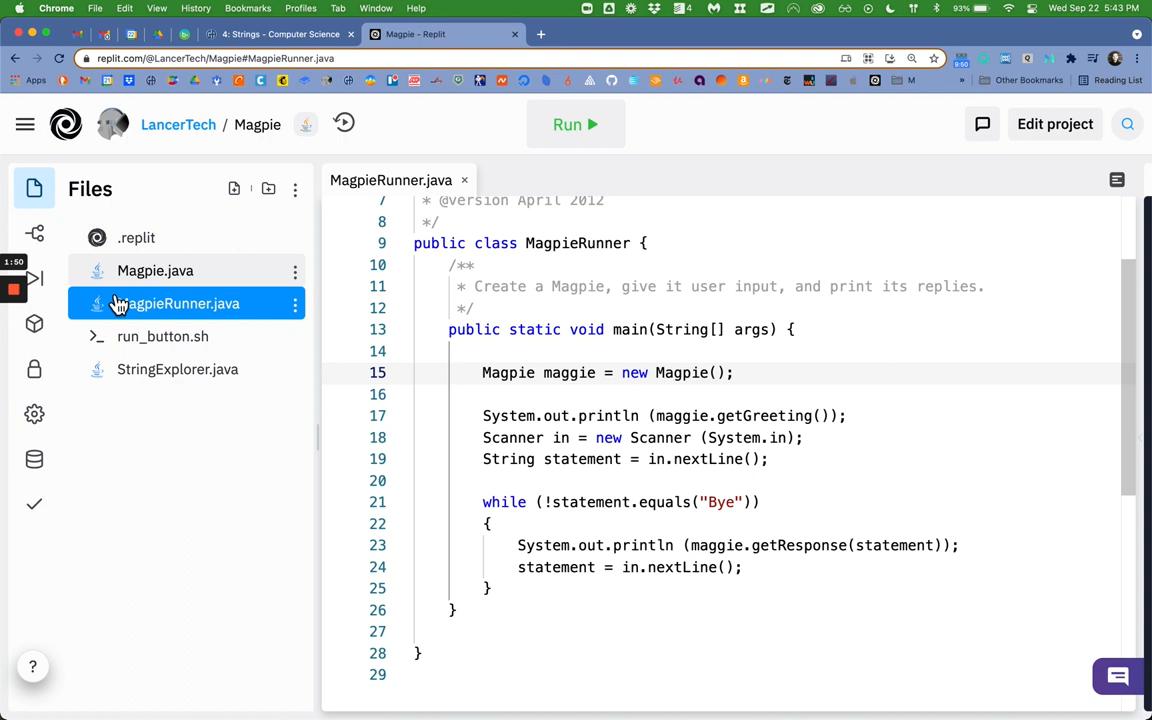 Chrome File Edit View History Bookmarks Profiles Tab Window Help 4 93% Wed Sep 22 5:43 PM
4: Strings - Computer Science × Magpie - Replit × +
replit.com/@LancerTech/Magpie#MagpieRunner.java 9:60
Apps M » Other Bookmarks Reading List
LancerTech / Magpie Run Edit project
Files
MagpieRunner.java ×
.replit
Magpie.java
MagpieRunner.java
run_button.sh
StringExplorer.java
1:50
7 * @version April 2012
8 */
9 public class MagpieRunner {
10 /**
11 * Create a Magpie, give it user input, and print its replies.
12 */
13 public static void main(String[] args) {
14
15 Magpie maggie = new Magpie();
16
17 System.out.println (maggie.getGreeting());
18 Scanner in = new Scanner (System.in);
19 String statement = in.nextLine();
20
21 while (!statement.equals("Bye"))
22 {
23 System.out.println (maggie.getResponse(statement));
24 statement = in.nextLine();
25 }
26 }
27
28 }
29
?